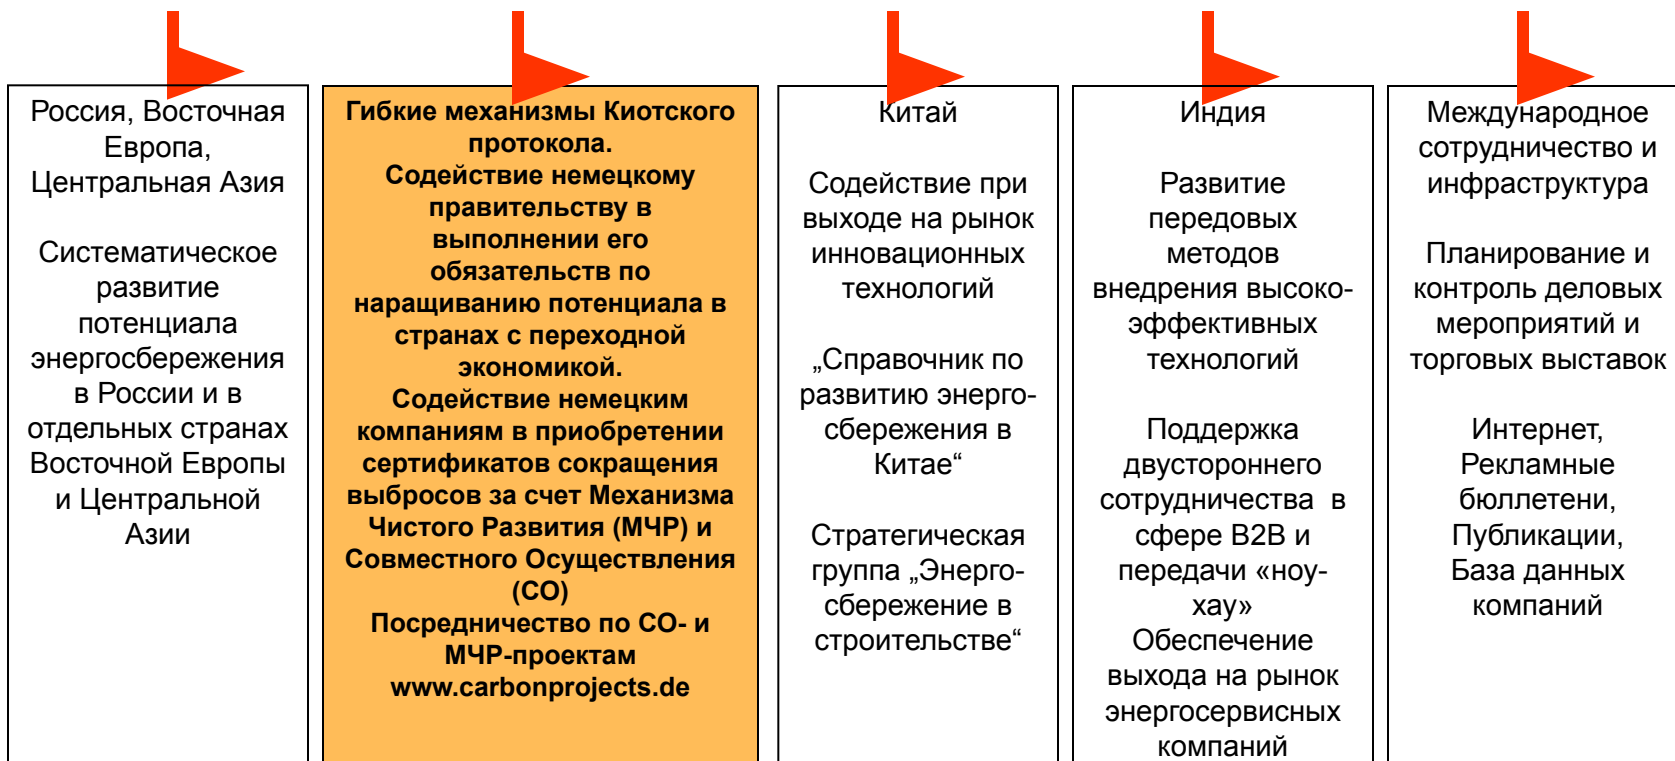 Россия, Восточная
Европа,
Центральная Азия
Систематическое
развитие
потенциала
энергосбережения
в России и в
отдельных странах
Восточной Европы
и Центральной
Азии
Гибкие механизмы Киотского
протокола.
Содействие немецкому
правительству в
выполнении его
обязательств по
наращиванию потенциала в
странах с переходной
экономикой.
Содействие немецким
компаниям в приобретении
сертификатов сокращения
выбросов за счет Механизма
Чистого Развития (МЧР) и
Совместного Осуществления
(СО)
Посредничество по СО- и
МЧР-проектам
www.carbonprojects.de
Китай
Содействие при
выходе на рынок
инновационных
технологий
„Справочник по
развитию энерго-
сбережения в
Китае“
Стратегическая
группа „Энерго-
сбережение в
строительстве“
Индия
Развитие
передовых
методов
внедрения высоко-
эффективных
технологий
Поддержка
двустороннего
сотрудничества в
сфере B2B и
передачи «ноу-
хау»
Обеспечение
выхода на рынок
энергосервисных
компаний
Международное
сотрудничество и
инфраструктура
Планирование и
контроль деловых
мероприятий и
торговых выставок
Интернет,
Рекламные
бюллетени,
Публикации,
База данных
компаний